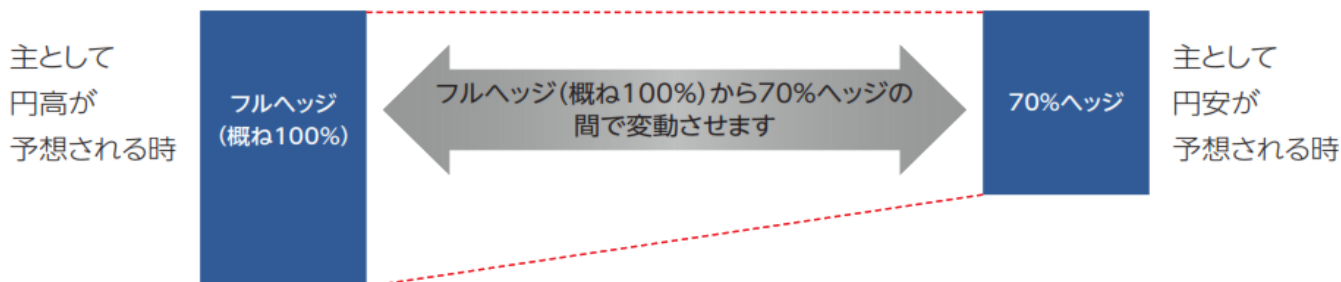 主として
円高が
予想される時
フルヘッジ
(概ね100%)
フルヘッジ(概ね100%)から70%ヘッジの
間で変動させます
70%ヘッジ
主として
円安が
予想される時